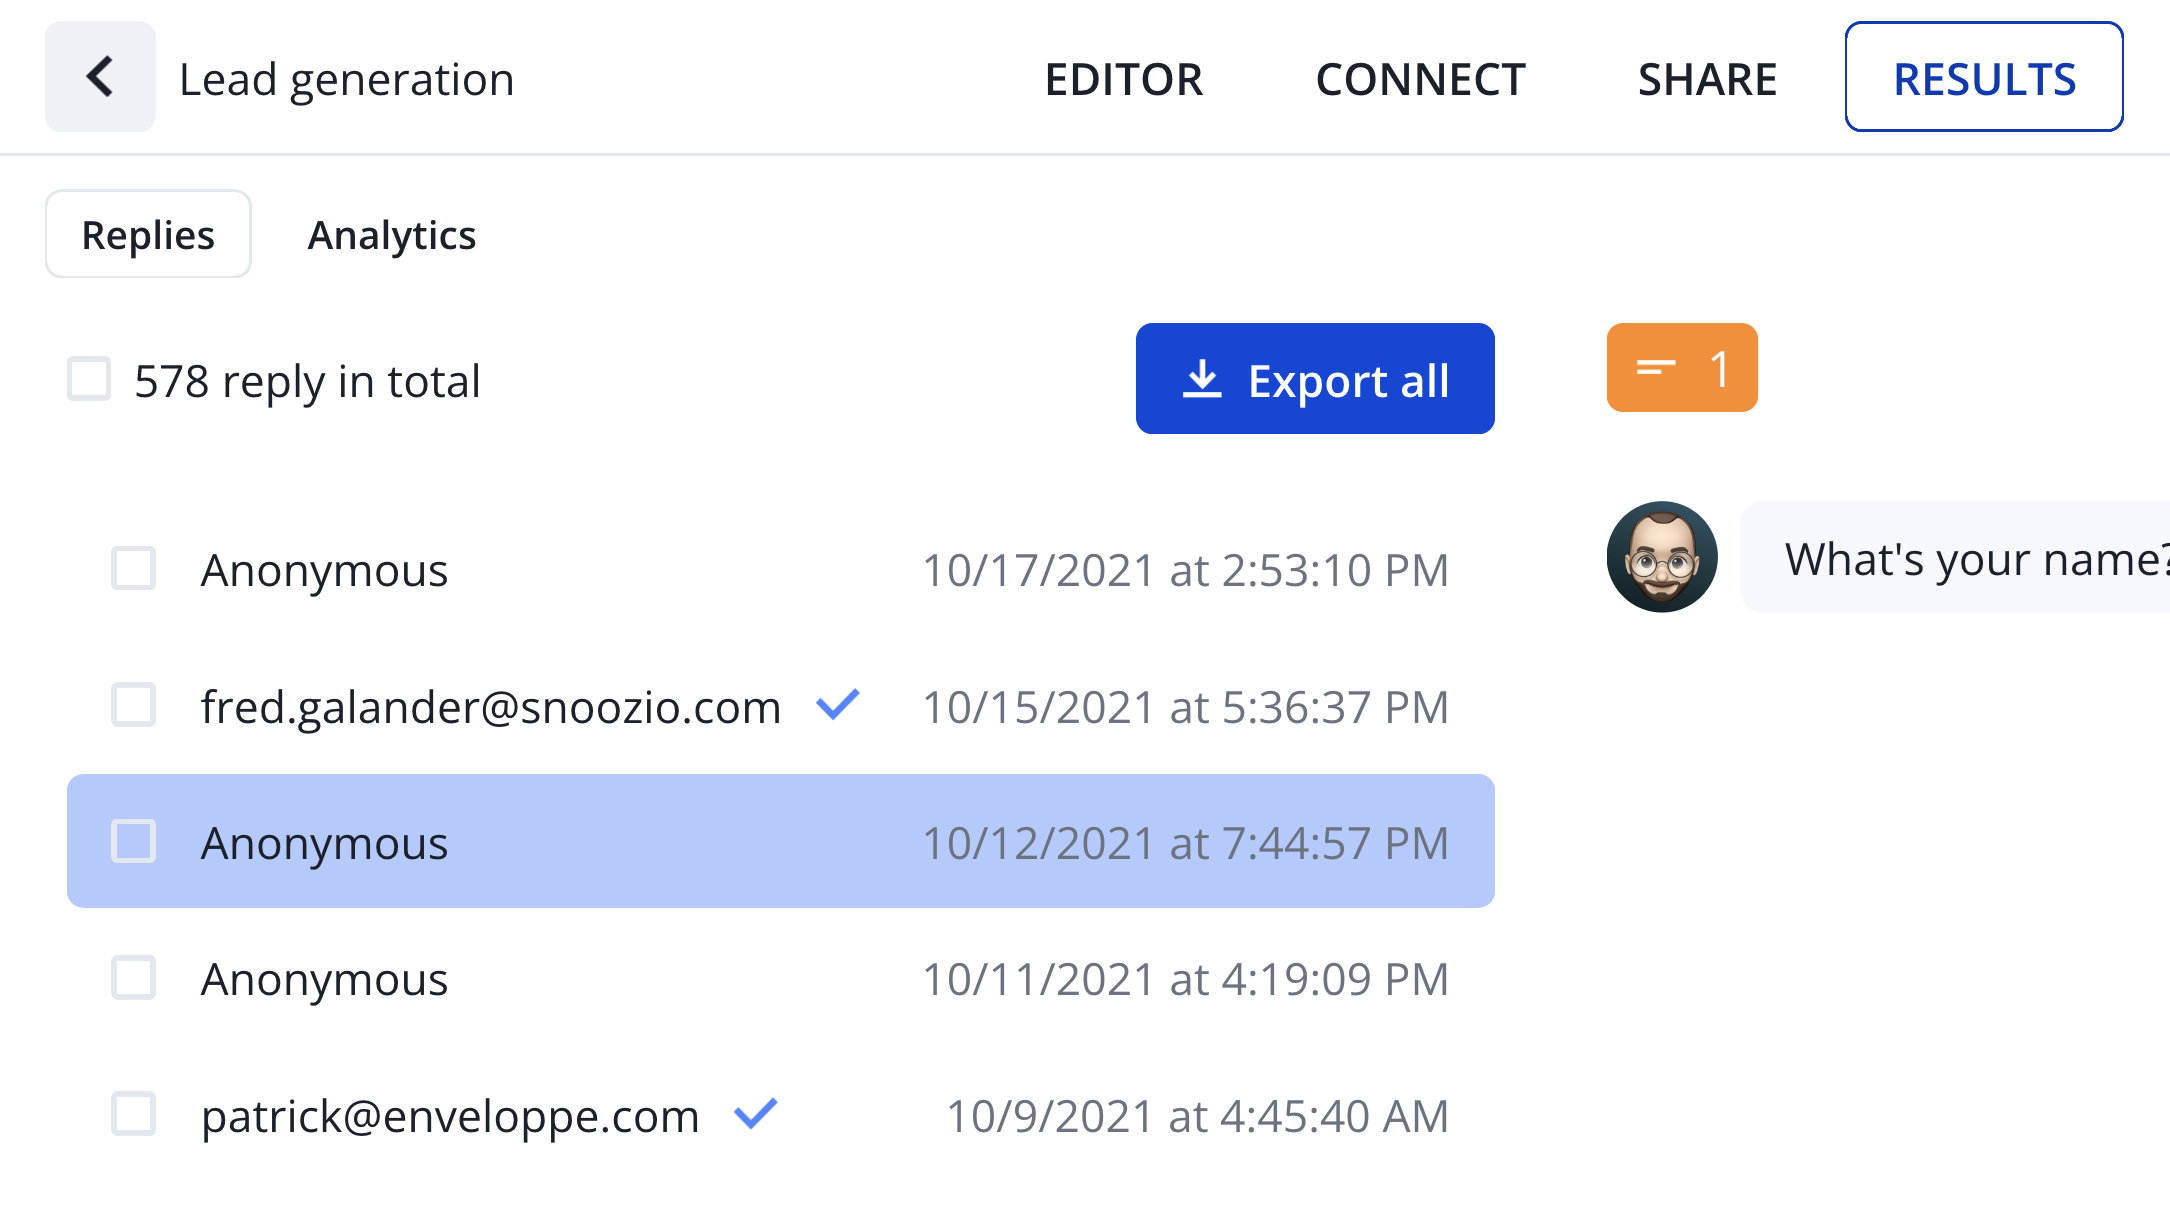 Lead generation EDITOR CONNECT SHARE RESULTS
Replies Analytics
578 reply in total Export all 1
Anonymous 10/17/2021 at 2:53:10 PM What's your name?
fred.galander@snoozio.com 10/15/2021 at 5:36:37 PM
Anonymous 10/12/2021 at 7:44:57 PM
Anonymous 10/11/2021 at 4:19:09 PM
patrick@enveloppe.com 10/9/2021 at 4:45:40 AM